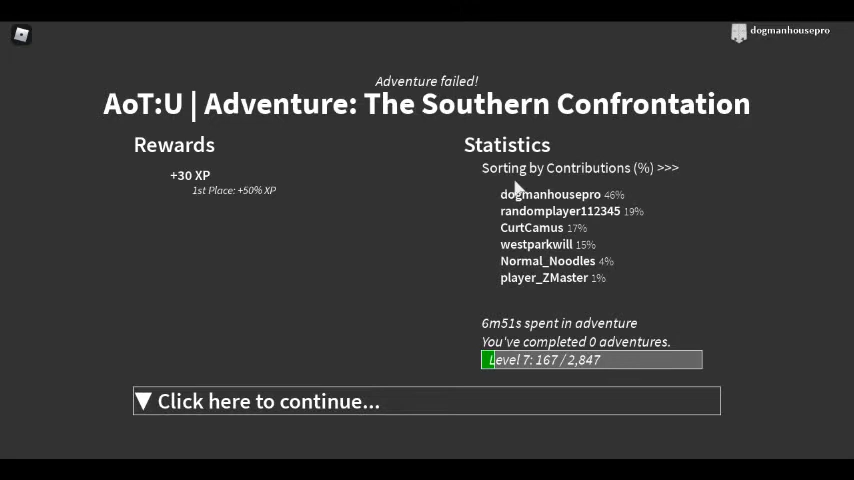 dogmanhousepro
Adventure failed!
AoT:U | Adventure: The Southern Confrontation
Rewards
+30 XP
1st Place: +50% XP
Statistics
Sorting by Contributions (%) >>>
dogmanhousepro 46%
randomplayer112345 19%
CurtCamus 17%
westparkwill 15%
Normal_Noodles 4%
player_ZMaster 1%
6m51s spent in adventure
You've completed 0 adventures.
Level 7: 167 / 2,847
▼ Click here to continue...